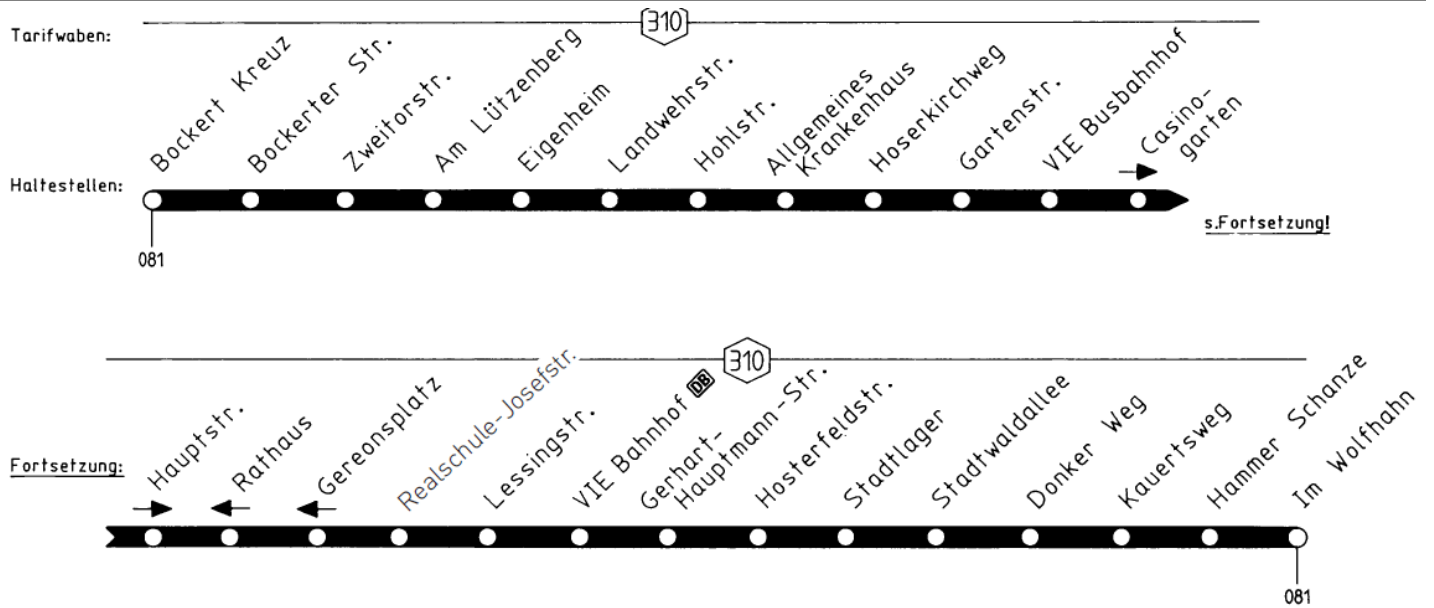 310
Tarifwaben:
Bockert Kreuz
Bockerter Str.
Zweitorstr.
Am Lützenberg
Eigenheim
Landwehrstr.
Hohlstr.
Allgemeines
Krankenhaus
Hoserkirchweg
Gartenstr.
VIE Busbahnhof
Casino-
garten
Haltestellen:
s.Fortsetzung!
081
310
Fortsetzung:
Hauptstr.
Rathaus
Gereonsplatz
Realschule-Josefstr.
Lessingstr.
VIE Bahnhof DB
Gerhart-
Hauptmann-Str.
Hosterfeldstr.
Stadtlager
Stadtwaldallee
Donker Weg
Kauertsweg
Hammer Schanze
Im Wolfhahn
081